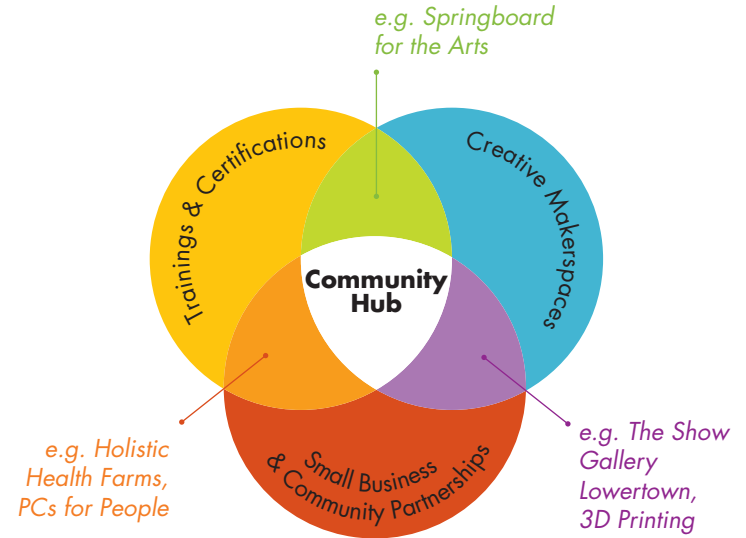 e.g. Springboard
for the Arts
Trainings & Certifications
Creative Makerspaces
Community
Hub
Small Business
& Community Partnerships
e.g. Holistic
Health Farms,
PCs for People
e.g. The Show
Gallery
Lowertown,
3D Printing